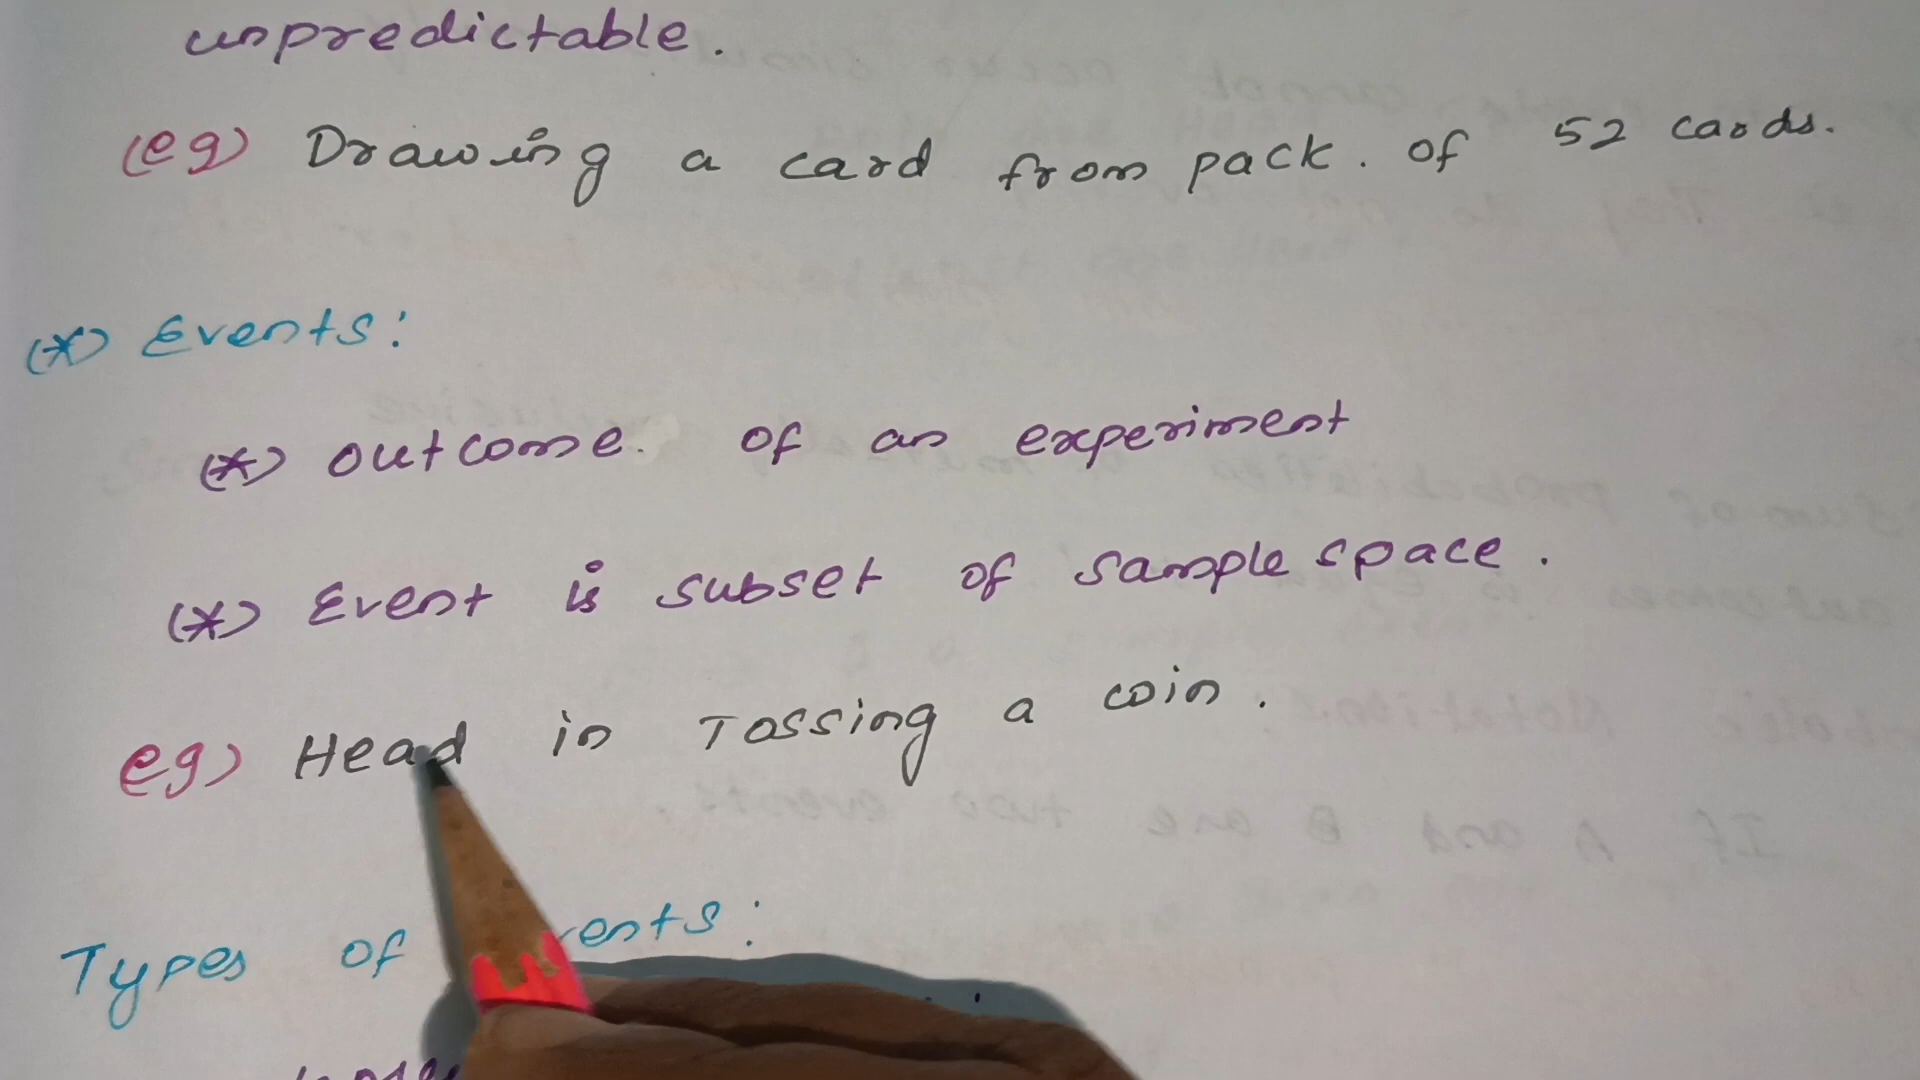 unpredictable.
(eg) Drawing a card from pack. of 52 cards.
(*) Events:
(*) outcome. of an experiment
(*) Event is subset of sample space.
eg) Head in Tossing a coin.
Types of vents: